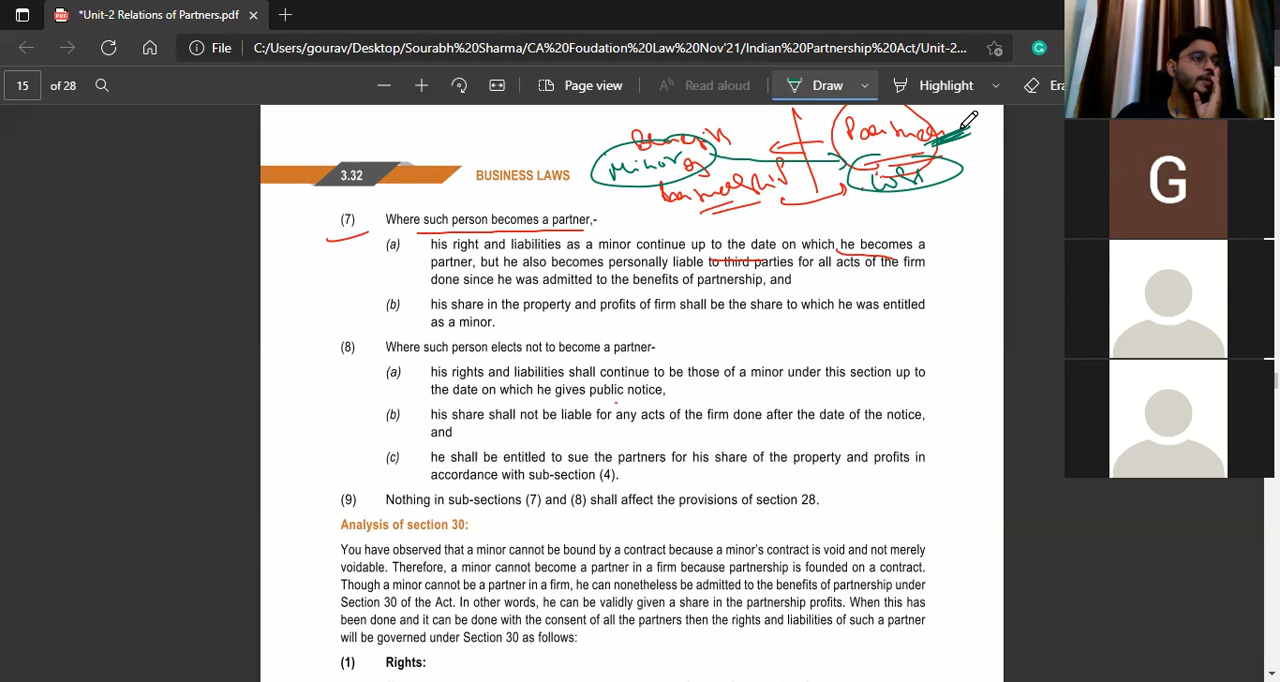 *Unit-2 Relations of Partners.pdf
File
C:/Users/gourav/Desktop/Sourabh%20Sharma/CA%20Foudation%20Law%20Nov'21/Indian%20Partnership%20Act/Unit-2...
15 of 28
Page view
Read aloud
Draw
Highlight
Era
Benefits
Minor
of
Partnership
Partner
3.32
BUSINESS LAWS
G
(7) Where such person becomes a partner,-
(a) his right and liabilities as a minor continue up to the date on which he becomes a
partner, but he also becomes personally liable to third parties for all acts of the firm
done since he was admitted to the benefits of partnership, and
(b) his share in the property and profits of firm shall be the share to which he was entitled
as a minor.
(8) Where such person elects not to become a partner-
(a) his rights and liabilities shall continue to be those of a minor under this section up to
the date on which he gives public notice,
(b) his share shall not be liable for any acts of the firm done after the date of the notice,
and
(c) he shall be entitled to sue the partners for his share of the property and profits in
accordance with sub-section (4).
(9) Nothing in sub-sections (7) and (8) shall affect the provisions of section 28.
Analysis of section 30:
You have observed that a minor cannot be bound by a contract because a minor's contract is void and not merely
voidable. Therefore, a minor cannot become a partner in a firm because partnership is founded on a contract.
Though a minor cannot be a partner in a firm, he can nonetheless be admitted to the benefits of partnership under
Section 30 of the Act. In other words, he can be validly given a share in the partnership profits. When this has
been done and it can be done with the consent of all the partners then the rights and liabilities of such a partner
will be governed under Section 30 as follows:
(1) Rights: